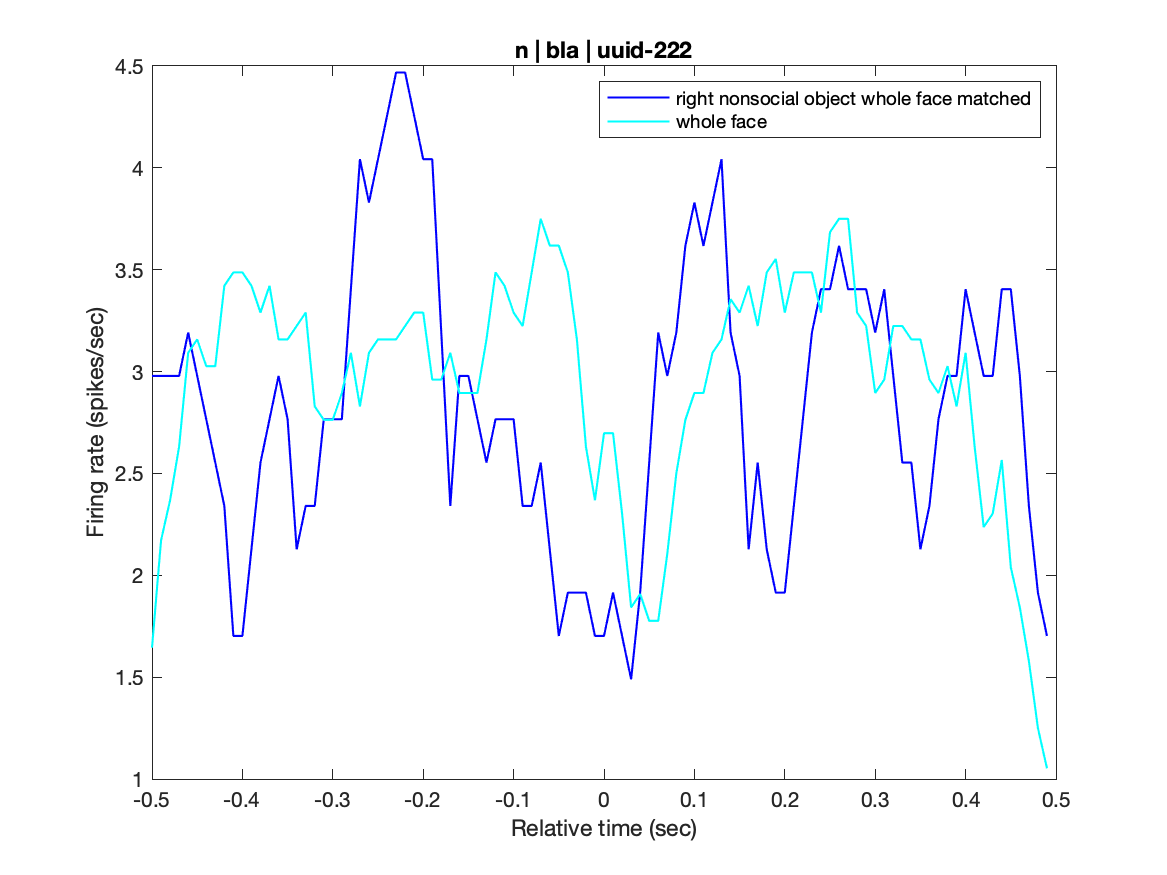 n | bla | uuid-222
right nonsocial object whole face matched
whole face
Firing rate (spikes/sec)
4.5
4
3.5
3
2.5
2
1.5
1
-0.5 -0.4 -0.3 -0.2 -0.1 0 0.1 0.2 0.3 0.4 0.5
Relative time (sec)